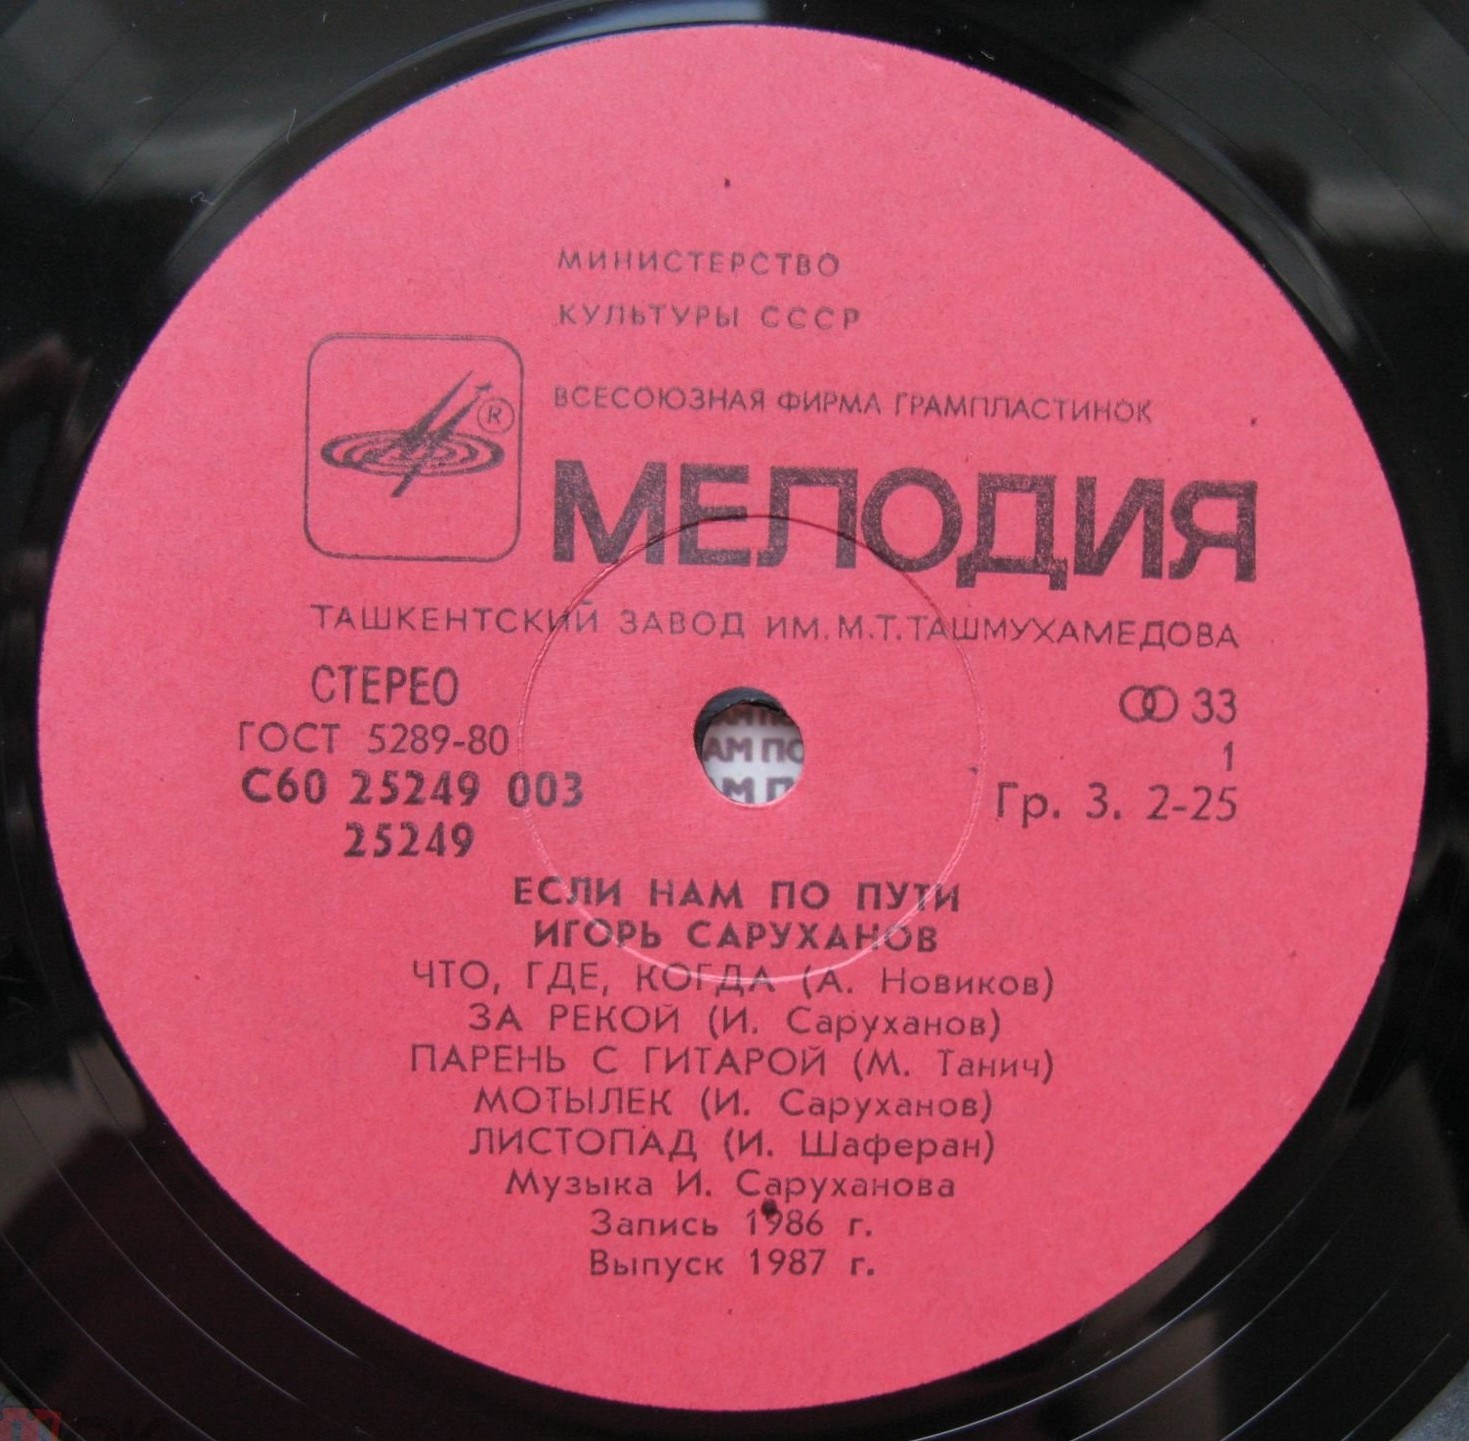 МИНИСТЕРСТВО
КУЛЬТУРЫ СССР
ВСЕСОЮЗНАЯ ФИРМА ГРАМПЛАСТИНОК
®
МЕЛОДИЯ
ТАШКЕНТСКИЙ ЗАВОД ИМ. М.Т. ТАШМУХАМЕДОВА
СТЕРЕО
33
ГОСТ 5289-80
1
С60 25249 003
Гр. 3. 2-25
25249
АМ ПО
ЕСЛИ НАМ ПО ПУТИ
ИГОРЬ САРУХАНОВ
ЧТО, ГДЕ, КОГДА (А. Новиков)
ЗА РЕКОЙ (И. Саруханов)
ПАРЕНЬ С ГИТАРОЙ (М. Танич)
МОТЫЛЕК (И. Саруханов)
ЛИСТОПАД (И. Шаферан)
Музыка И. Саруханова
Запись 1986 г.
Выпуск 1987 г.